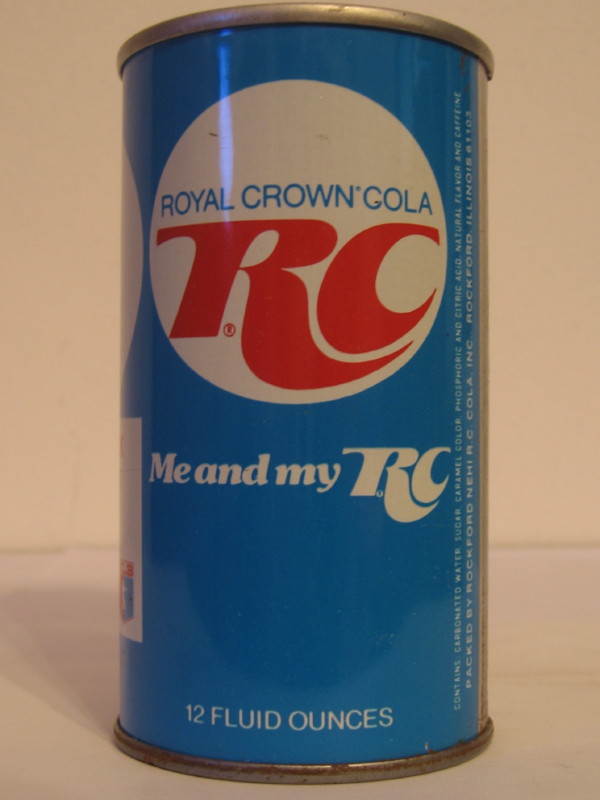 ROYAL CROWN® COLA
RC®
Me and my RC®
12 FLUID OUNCES
CONTAINS: CARBONATED WATER, SUGAR, CARAMEL COLOR, PHOSPHORIC AND CITRIC ACID, NATURAL FLAVOR AND CAFFEINE
PACKED BY ROCKFORD NEHI R.C. COLA, INC. ROCKFORD, ILLINOIS 61103